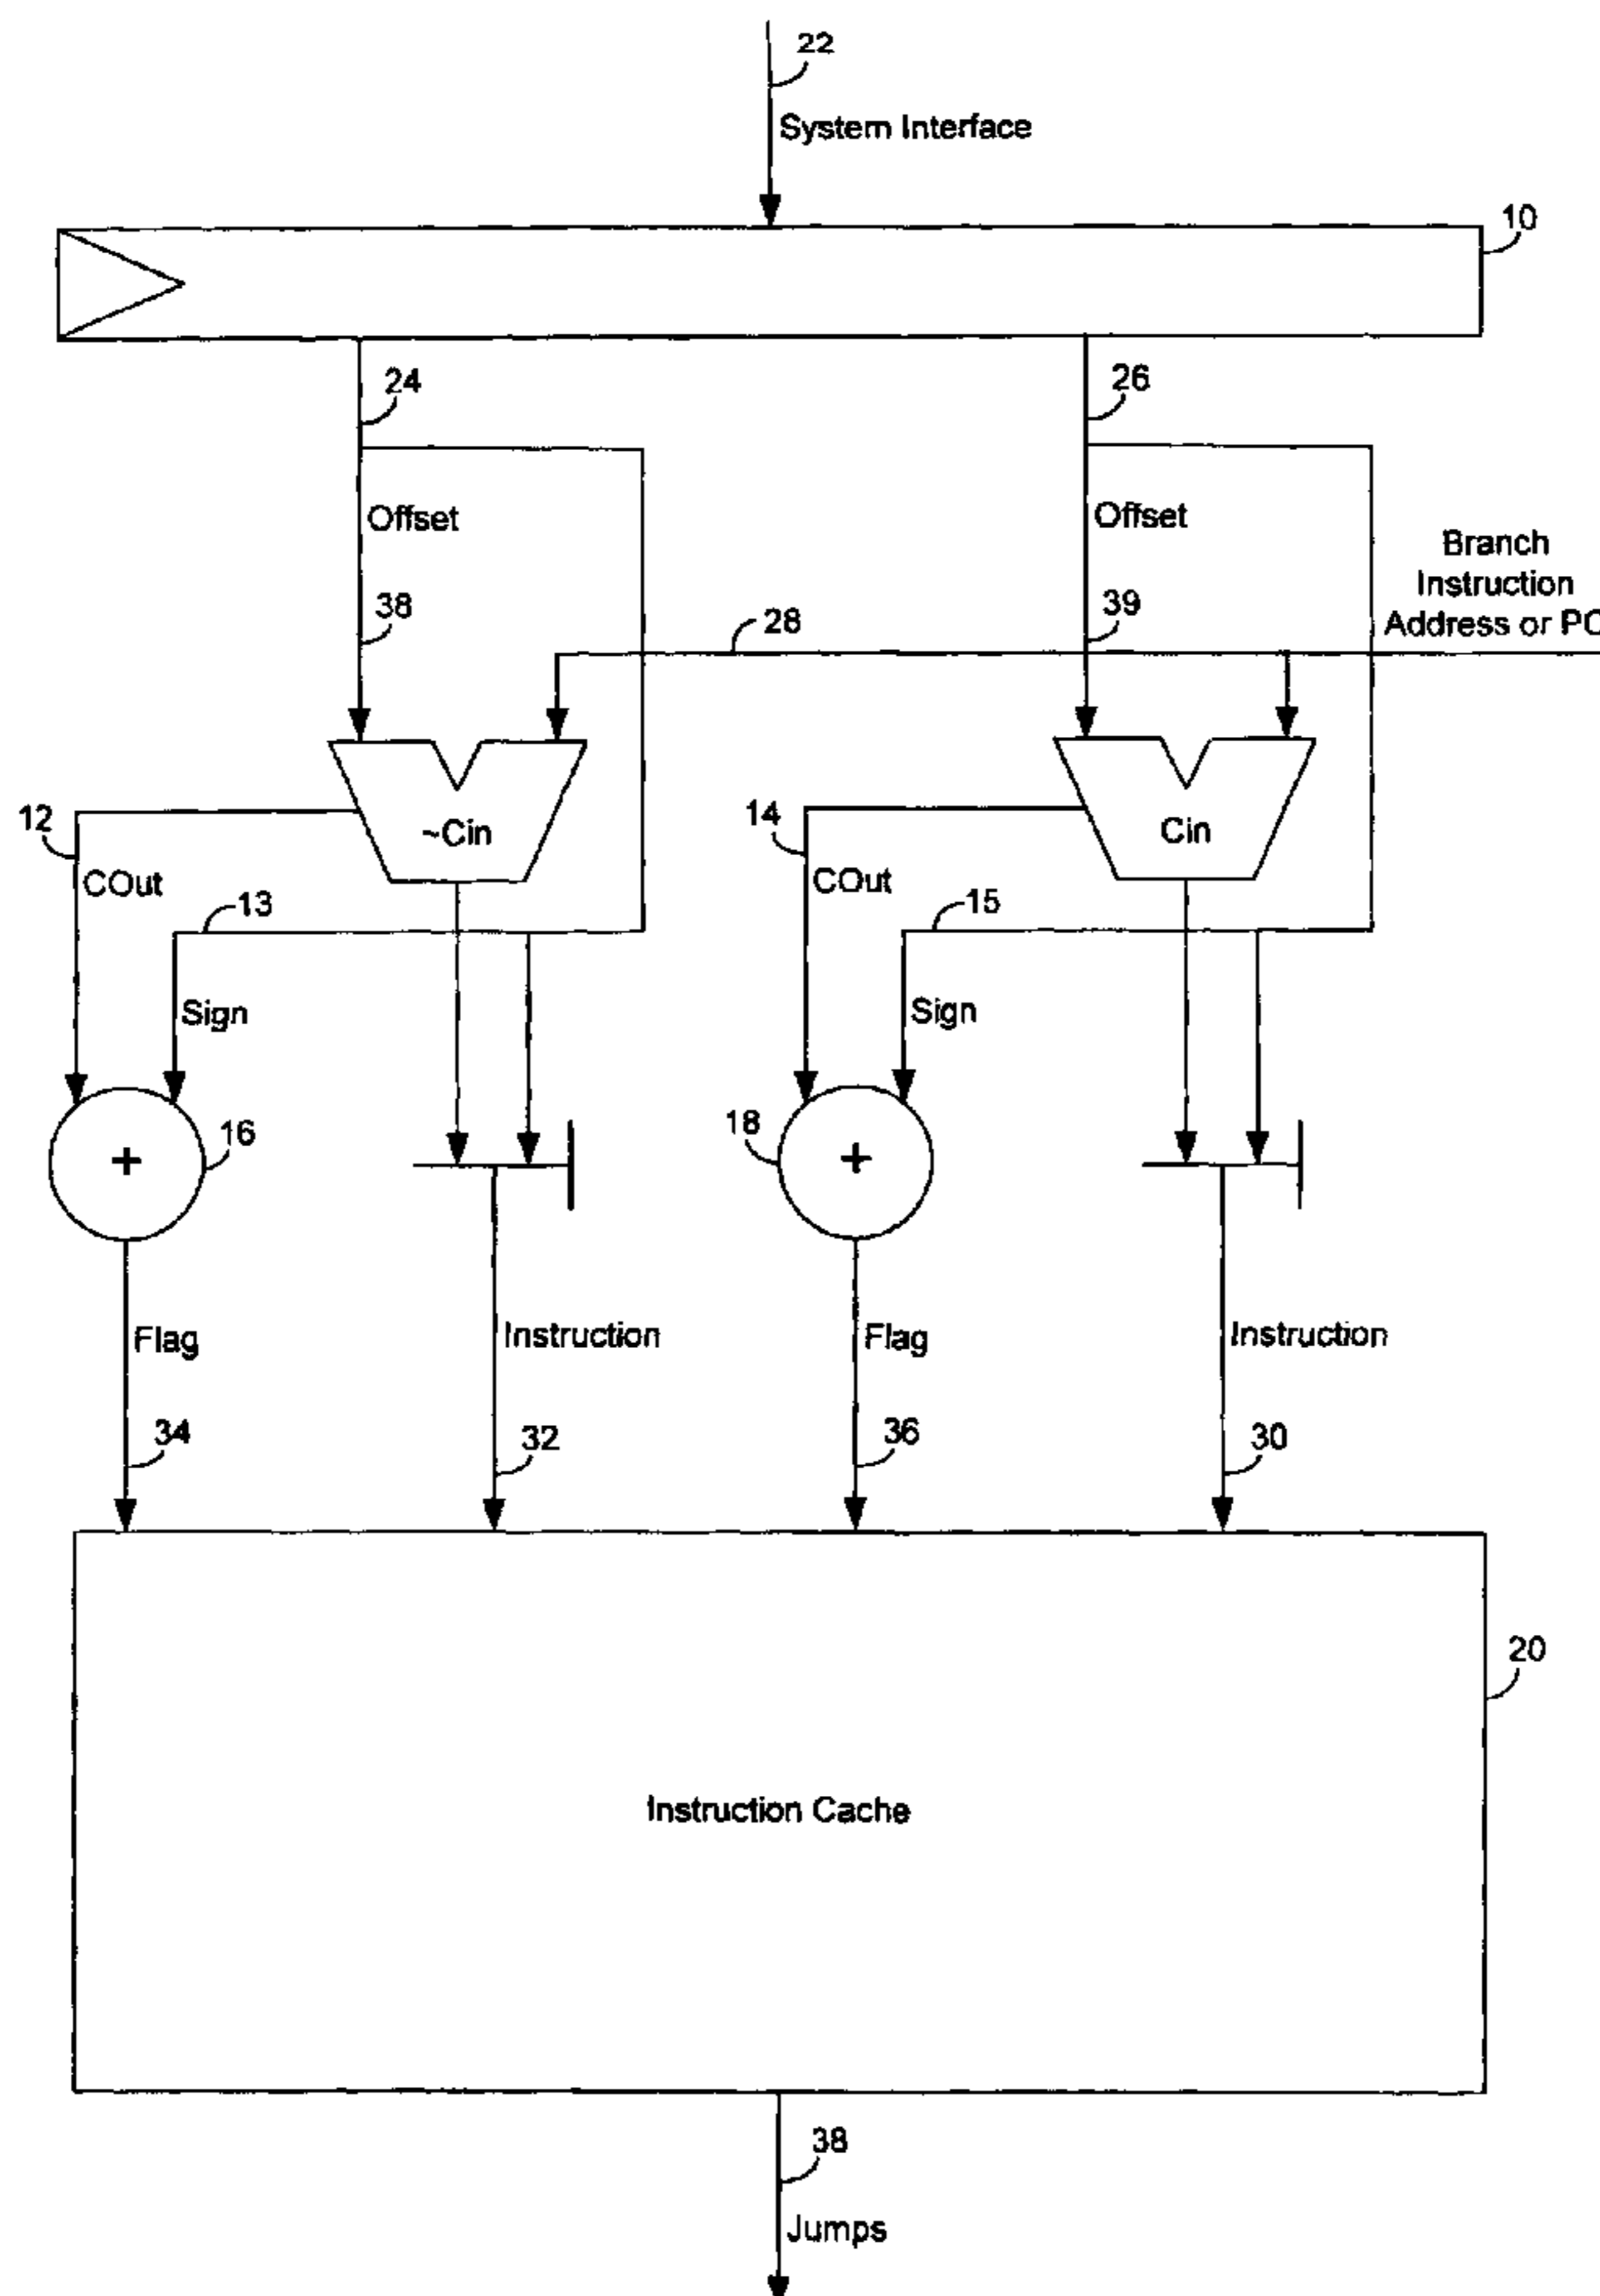 22
System Interface
10
24
26
Offset
Offset
Branch
Instruction
Address or PC
38
28
39
12
~Cin
14
Cin
COut
COut
13
15
Sign
Sign
16
+
18
+
Flag
Instruction
Flag
Instruction
34
32
36
30
20
Instruction Cache
38
Jumps